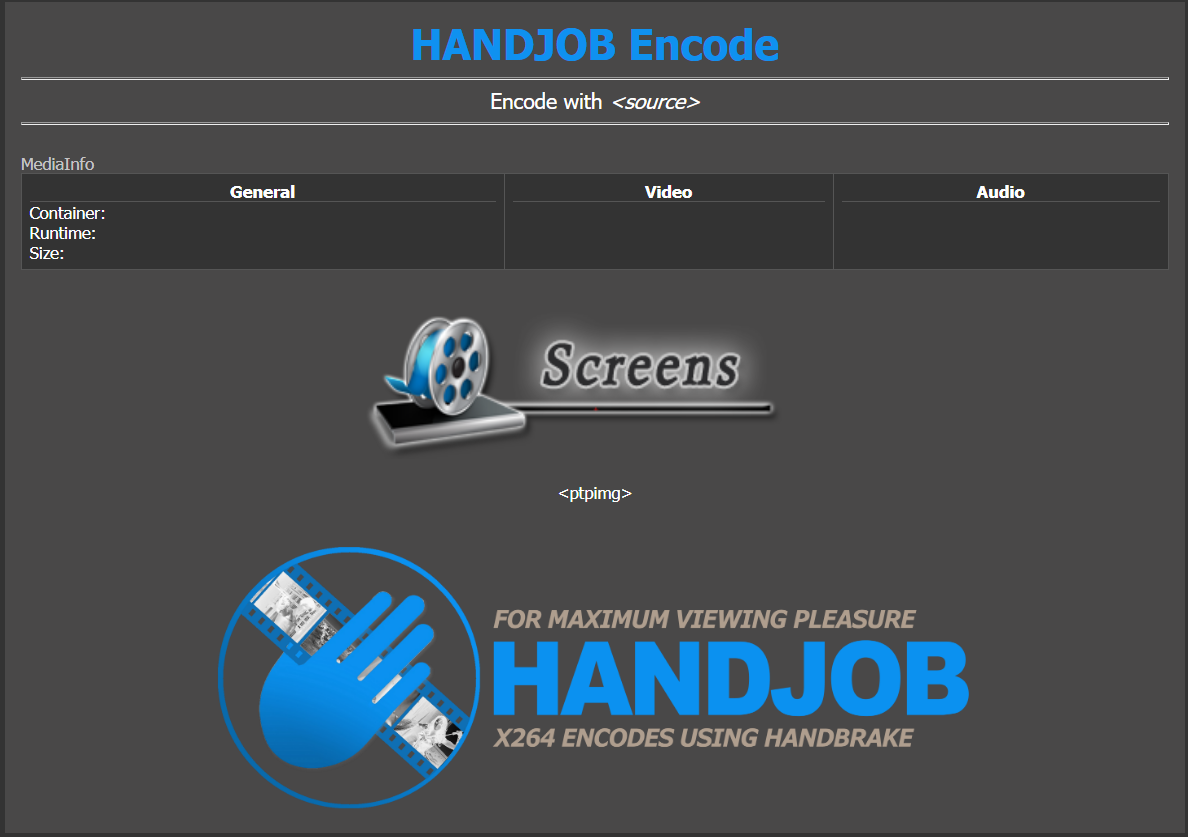 HANDJOB Encode
Encode with <source>
MediaInfo
General Video Audio
Container:
Runtime:
Size:
Screens
<ptpimg>
FOR MAXIMUM VIEWING PLEASURE
HANDJOB
X264 ENCODES USING HANDBRAKE